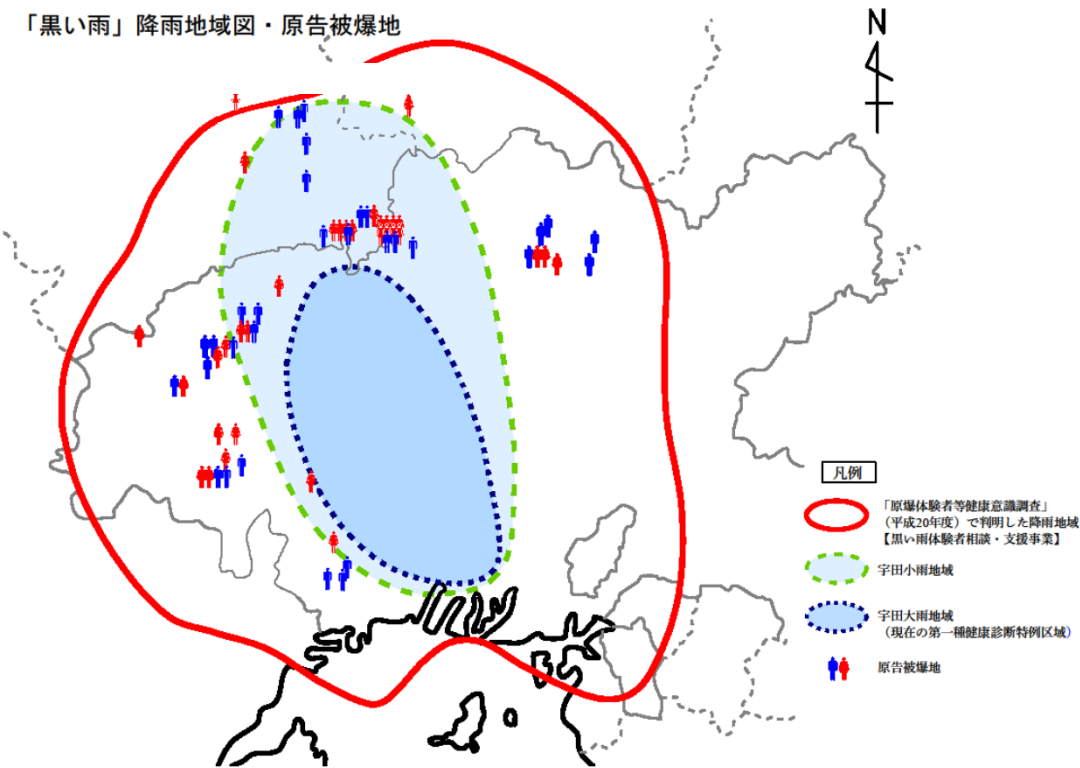 「黒い雨」降雨地域図・原告被爆地
N
凡例
「原爆体験者等健康意識調査」
（平成20年度）で判明した降雨地域
【黒い雨体験者相談・支援事業】
宇田小雨地域
宇田大雨地域
（現在の第一種健康診断特例区域）
原告被爆地